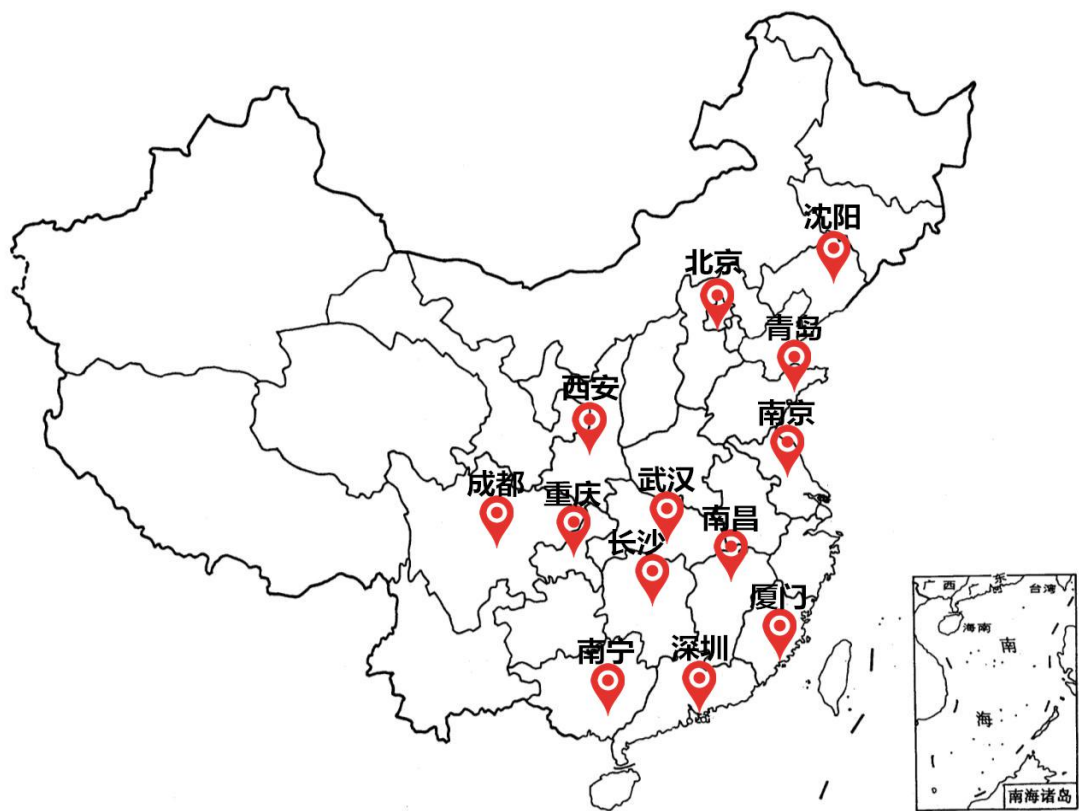 沈阳
北京
青岛
西安
南京
成都
重庆
武汉
南昌
长沙
厦门
南宁
深圳
广西
广东
台湾
海南
南
海
南海诸岛